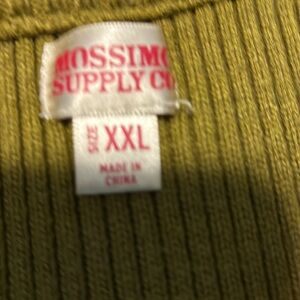 MOSSIMO
SUPPLY CO
SIZE XXL
MADE IN
CHINA